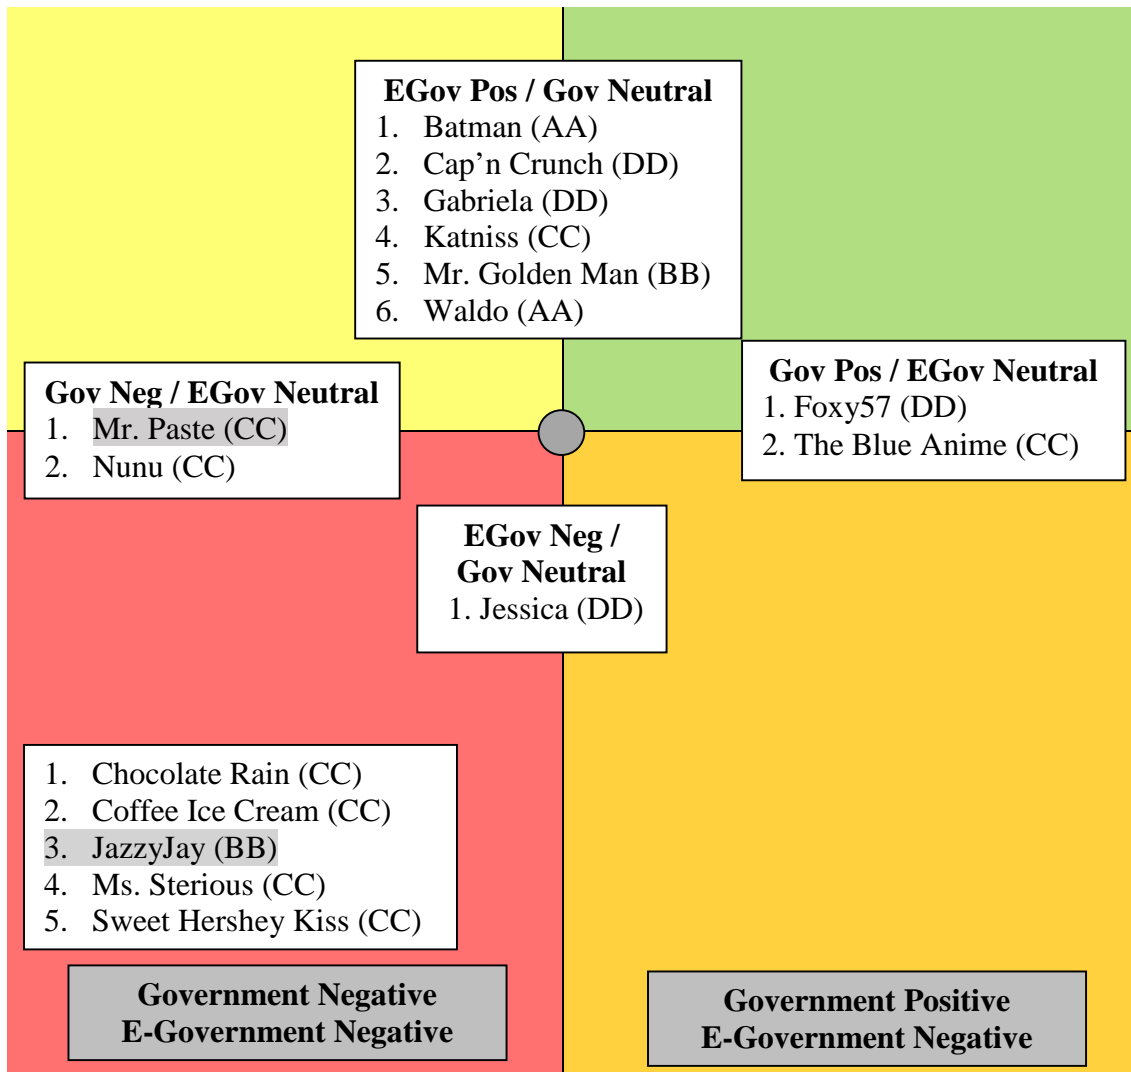 EGov Pos / Gov Neutral
1. Batman (AA)
2. Cap’n Crunch (DD)
3. Gabriela (DD)
4. Katniss (CC)
5. Mr. Golden Man (BB)
6. Waldo (AA)
Gov Neg / EGov Neutral
1. Mr. Paste (CC)
2. Nunu (CC)
Gov Pos / EGov Neutral
1. Foxy57 (DD)
2. The Blue Anime (CC)
EGov Neg /
Gov Neutral
1. Jessica (DD)
1. Chocolate Rain (CC)
2. Coffee Ice Cream (CC)
3. JazzyJay (BB)
4. Ms. Sterious (CC)
5. Sweet Hershey Kiss (CC)
Government Negative
E-Government Negative
Government Positive
E-Government Negative